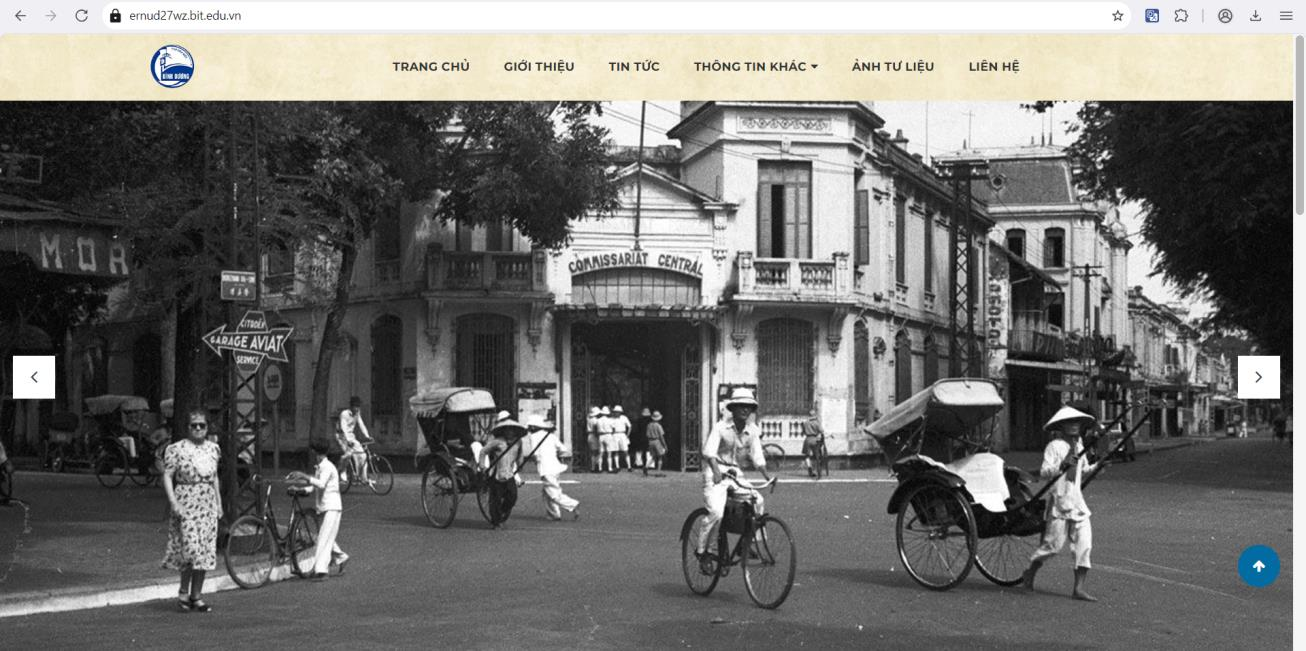 ernud27wz.bit.edu.vn
BÌNH DƯƠNG
TRANG CHỦ
GIỚI THIỆU
TIN TỨC
THÔNG TIN KHÁC
ẢNH TƯ LIỆU
LIÊN HỆ
COMMISSARIAT CENTRAL
CITROËN
GARAGE AVIAT
SERVICE